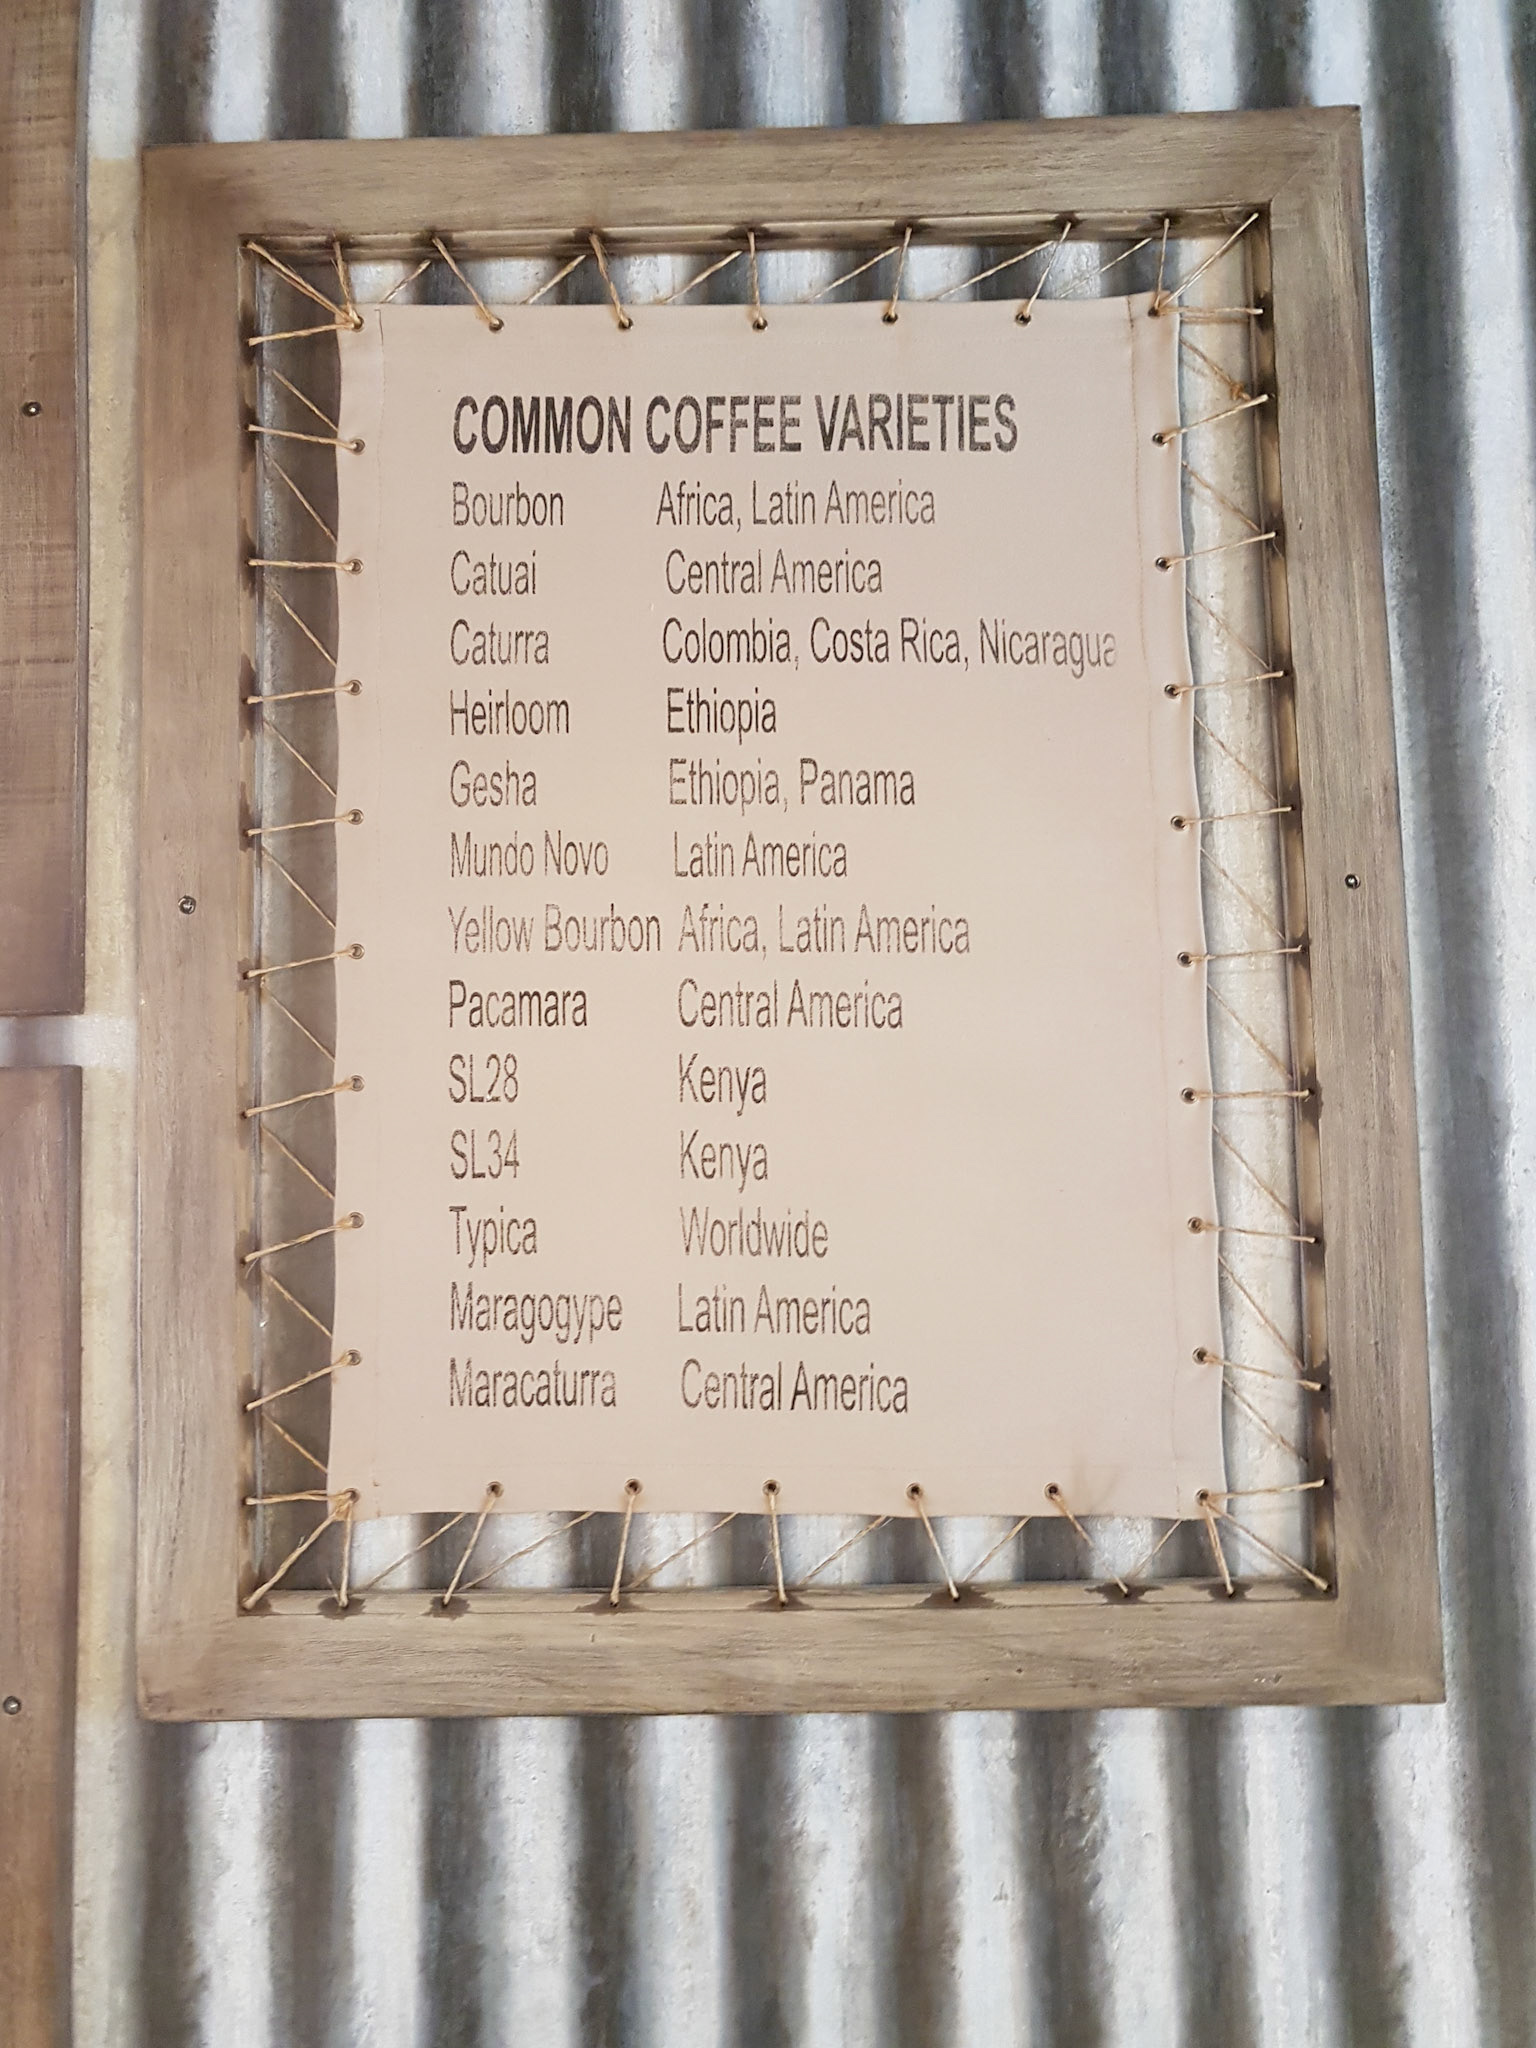 COMMON COFFEE VARIETIES
Bourbon Africa, Latin America
Catuai Central America
Caturra Colombia, Costa Rica, Nicaragua
Heirloom Ethiopia
Gesha Ethiopia, Panama
Mundo Novo Latin America
Yellow Bourbon Africa, Latin America
Pacamara Central America
SL28 Kenya
SL34 Kenya
Typica Worldwide
Maragogype Latin America
Maracaturra Central America